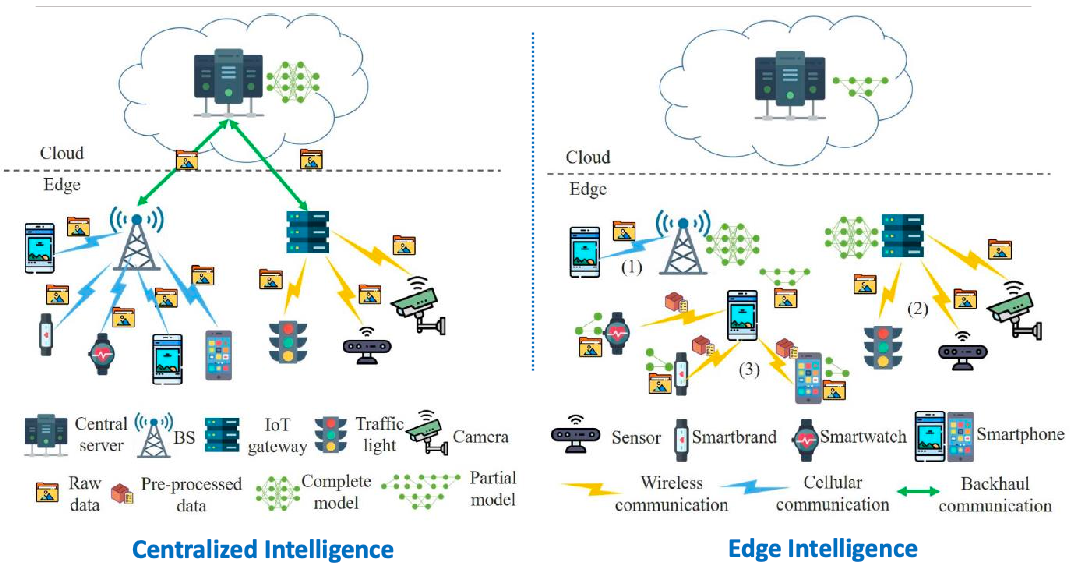 Cloud
Edge
Cloud
Edge
(1)
(2)
(3)
Central
server
BS
IoT
gateway
Traffic
light
Camera
Sensor
Smartbrand
Smartwatch
Smartphone
Raw
data
Pre-processed
data
Complete
model
Partial
model
Wireless
communication
Cellular
communication
Backhaul
communication
Centralized Intelligence
Edge Intelligence